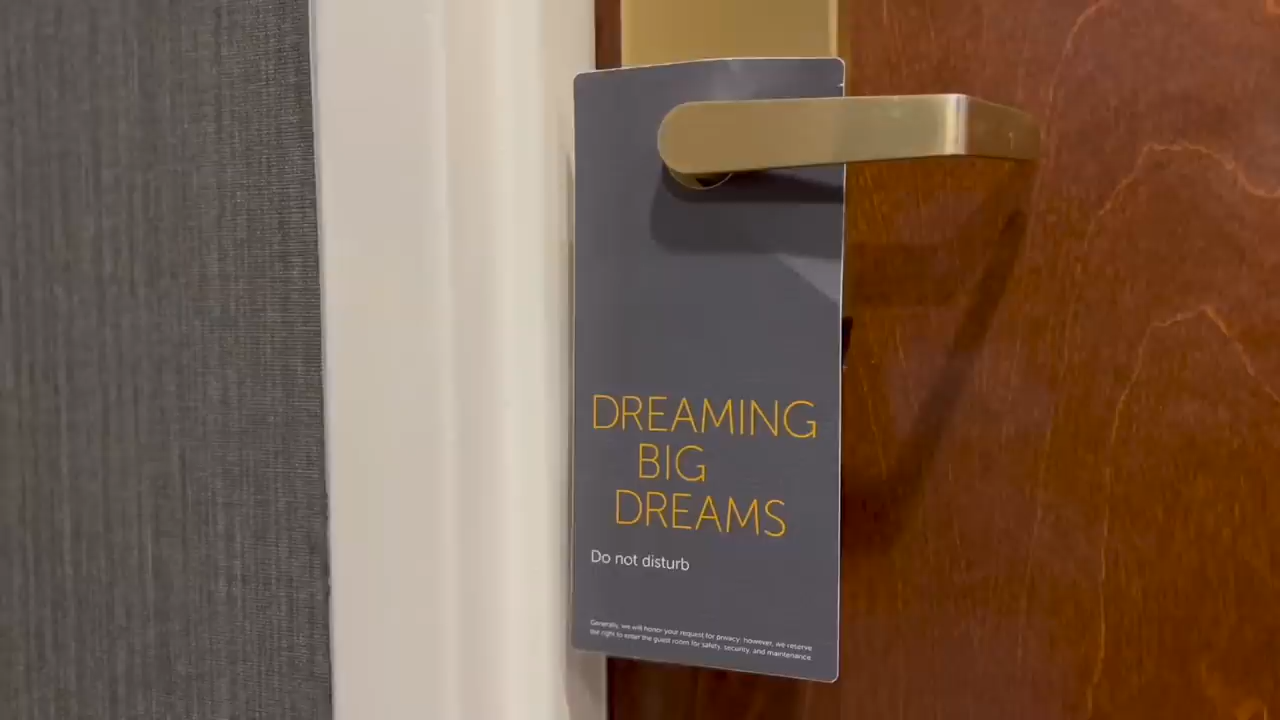 DREAMING
BIG
DREAMS
Do not disturb
Generally, we will honor your request for privacy; however, we reserve
the right to enter the guest room for safety, security, and maintenance.